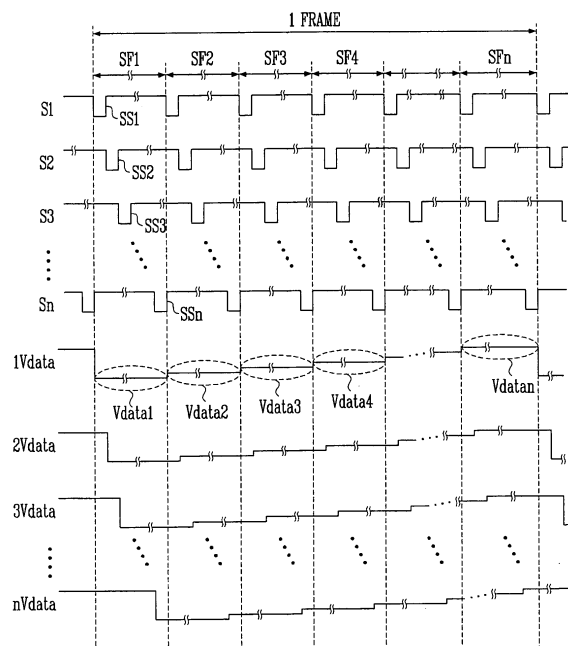 1 FRAME
SF1 SF2 SF3 SF4 SFn
S1
SS1
S2
SS2
S3
SS3
Sn
SSn
1Vdata
Vdata1 Vdata2 Vdata3 Vdata4 Vdatan
2Vdata
3Vdata
nVdata